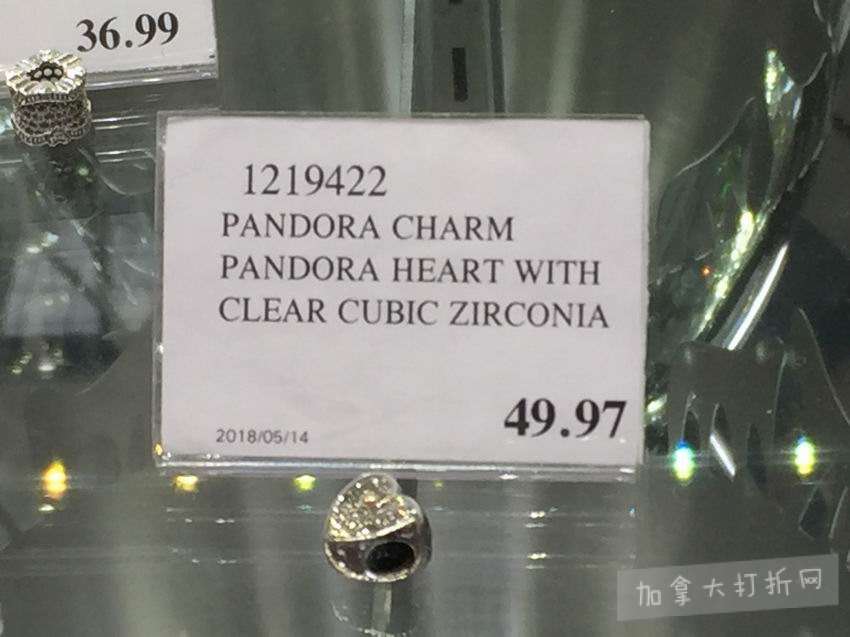 36.99
1219422
PANDORA CHARM
PANDORA HEART WITH
CLEAR CUBIC ZIRCONIA
49.97
2018/05/14
加拿大打折网